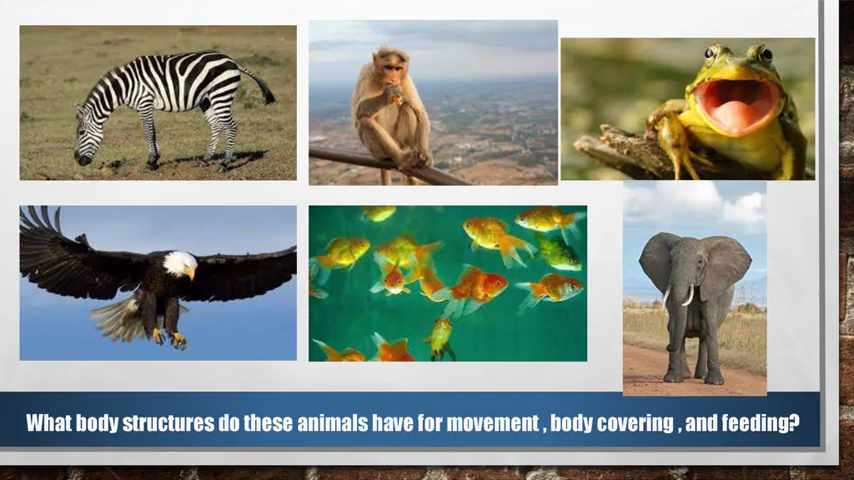 What body structures do these animals have for movement , body covering , and feeding?